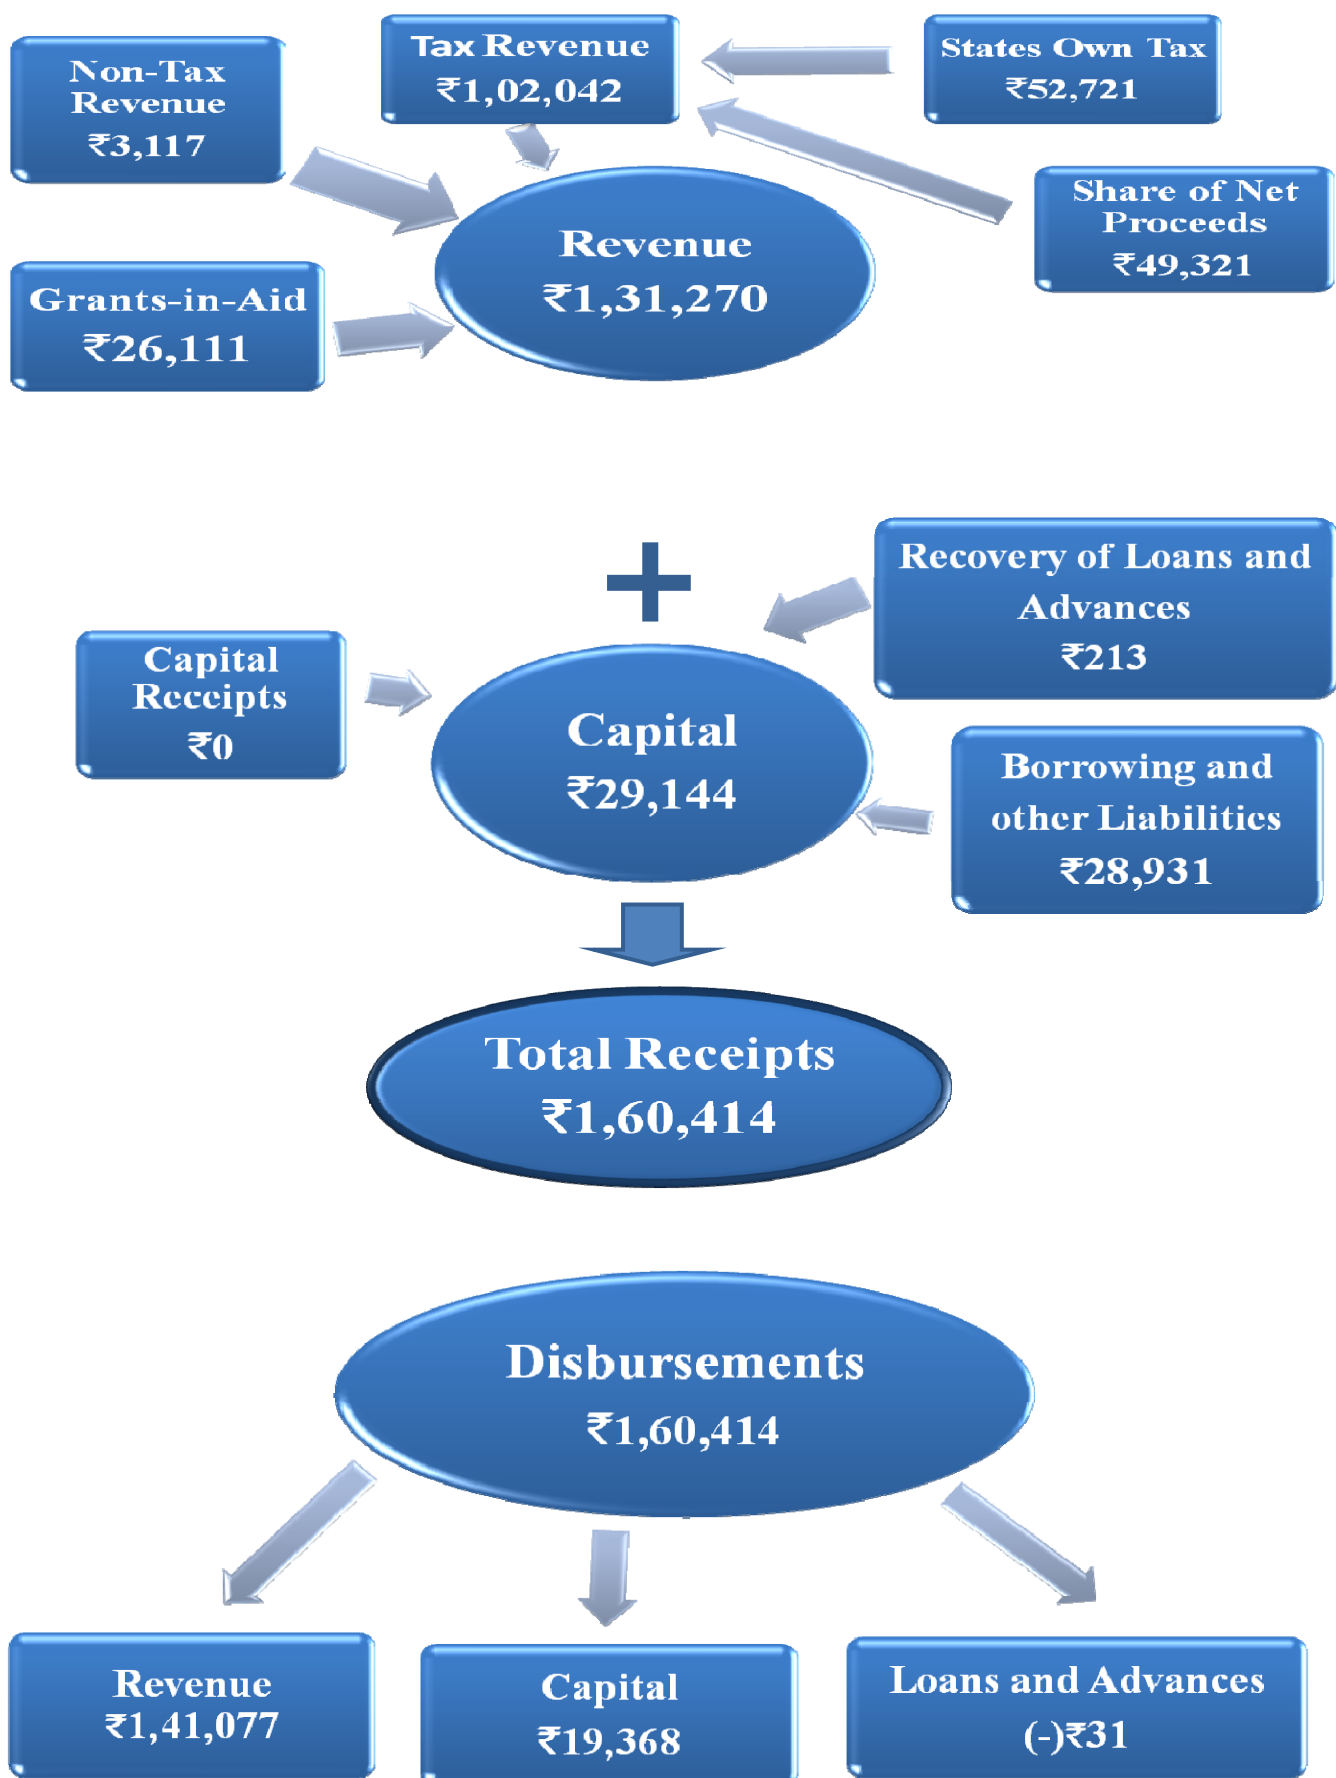 Non-Tax
Revenue
₹3,117
Tax Revenue
₹1,02,042
States Own Tax
₹52,721
Share of Net
Proceeds
₹49,321
Grants-in-Aid
₹26,111
Revenue
₹1,31,270
+
Recovery of Loans and
Advances
₹213
Capital
Receipts
₹0
Capital
₹29,144
Borrowing and
other Liabilities
₹28,931
Total Receipts
₹1,60,414
Disbursements
₹1,60,414
Revenue
₹1,41,077
Capital
₹19,368
Loans and Advances
(-)₹31